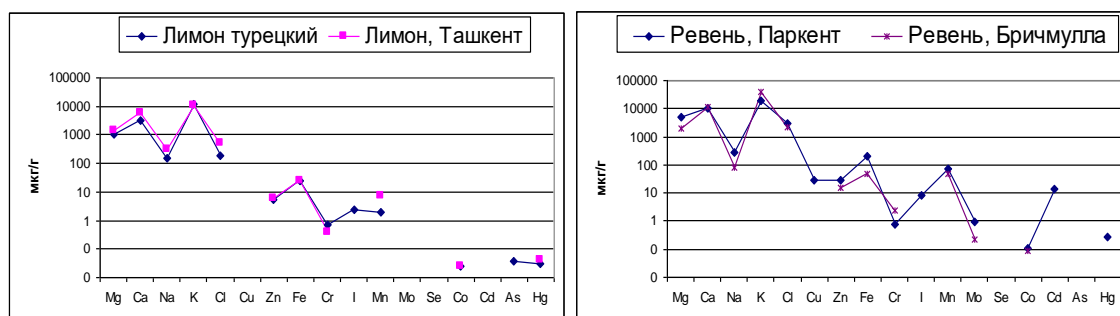 Лимон турецкий Лимон, Ташкент
мкг/г
100000
10000
1000
100
10
1
0
0
Mg Ca Na K Cl Cu Zn Fe Cr I Mn Mo Se Co Cd As Hg
Ревень, Паркент Ревень, Бричмулла
мкг/г
100000
10000
1000
100
10
1
0
0
Mg Ca Na K Cl Cu Zn Fe Cr I Mn Mo Se Co Cd As Hg